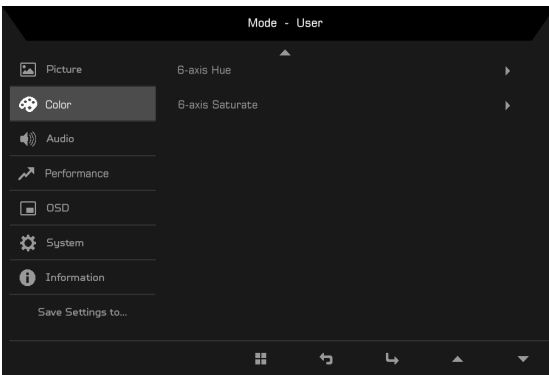 Mode - User
Picture
6-axis Hue
Color
6-axis Saturate
Audio
Performance
OSD
System
Information
Save Settings to...